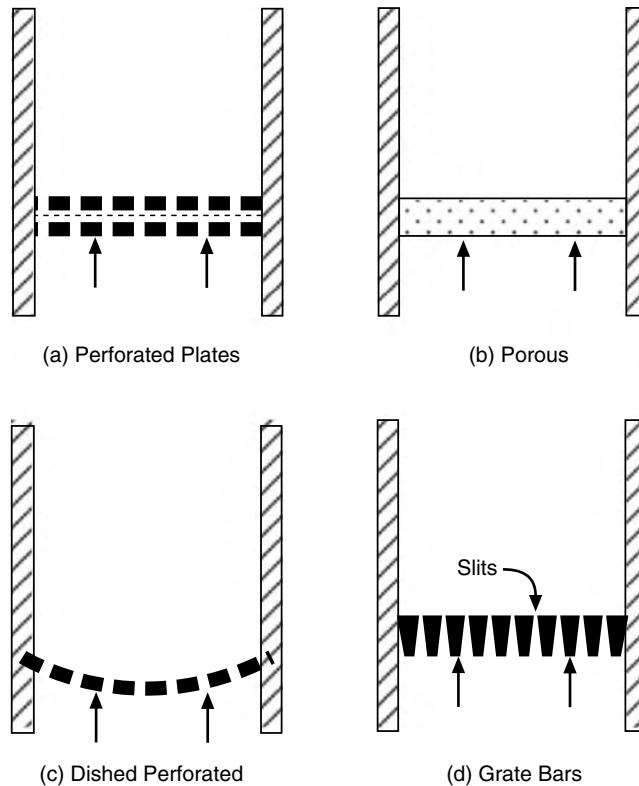 (a) Perforated Plates
(b) Porous
Slits
(c) Dished Perforated
(d) Grate Bars